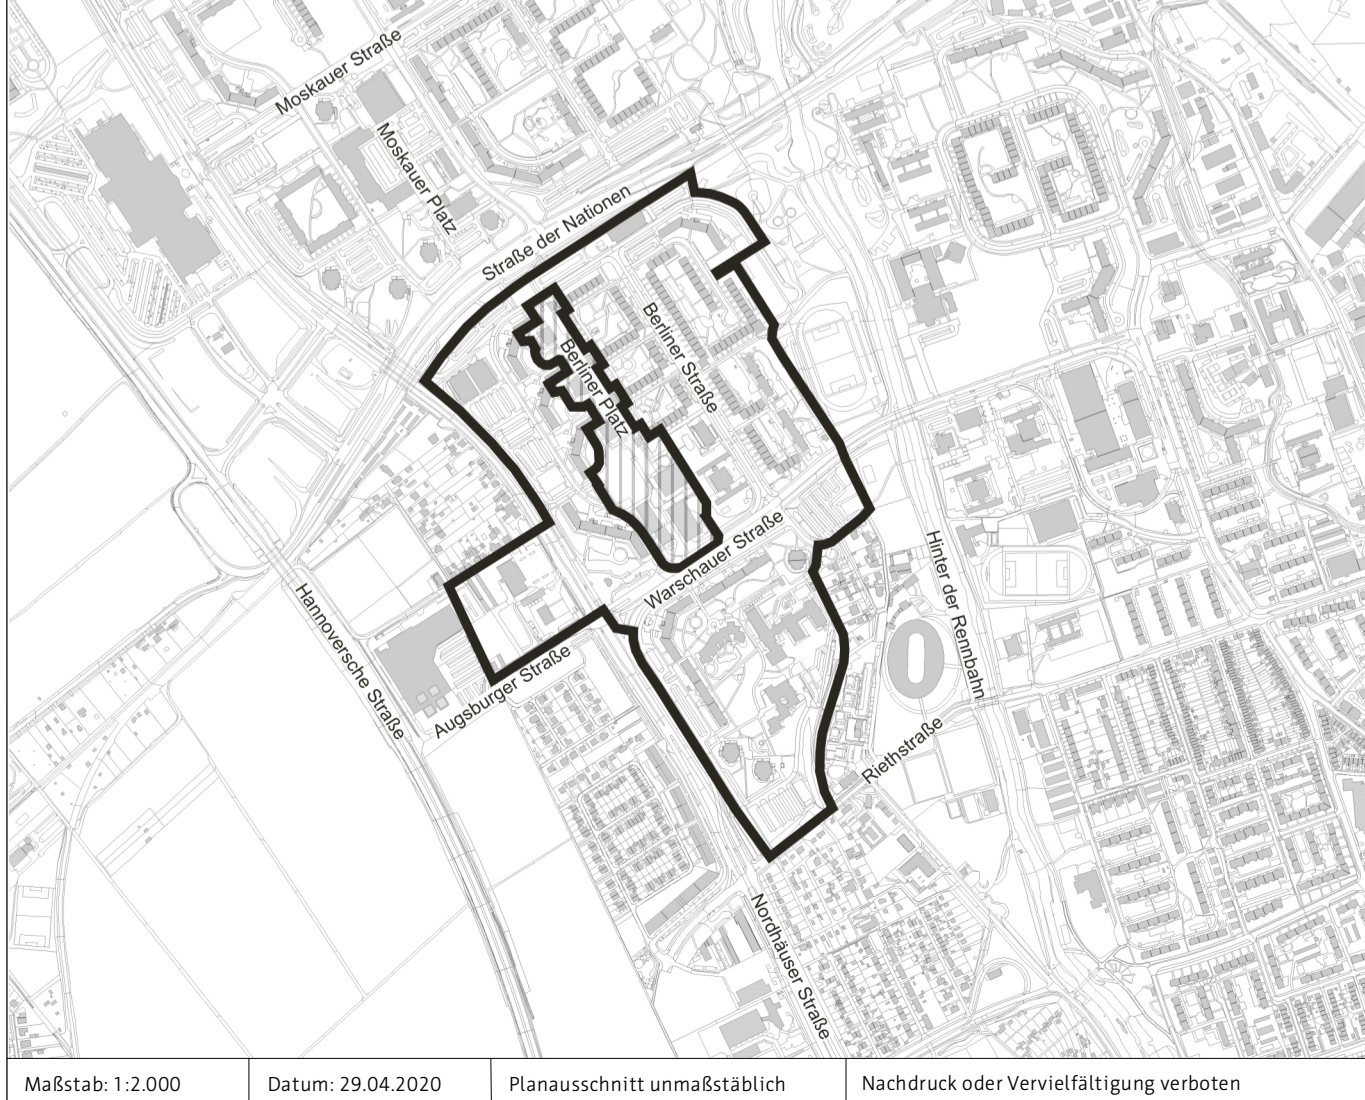 Moskauer Straße
Moskauer Platz
Straße der Nationen
Berliner Straße
Berliner Platz
Warschauer Straße
Hinter der Rennbahn
Hannoversche Straße
Augsburger Straße
Riethstraße
Nordhäuser Straße
Maßstab: 1:2.000
Datum: 29.04.2020
Planausschnitt unmaßstäblich
Nachdruck oder Vervielfältigung verboten